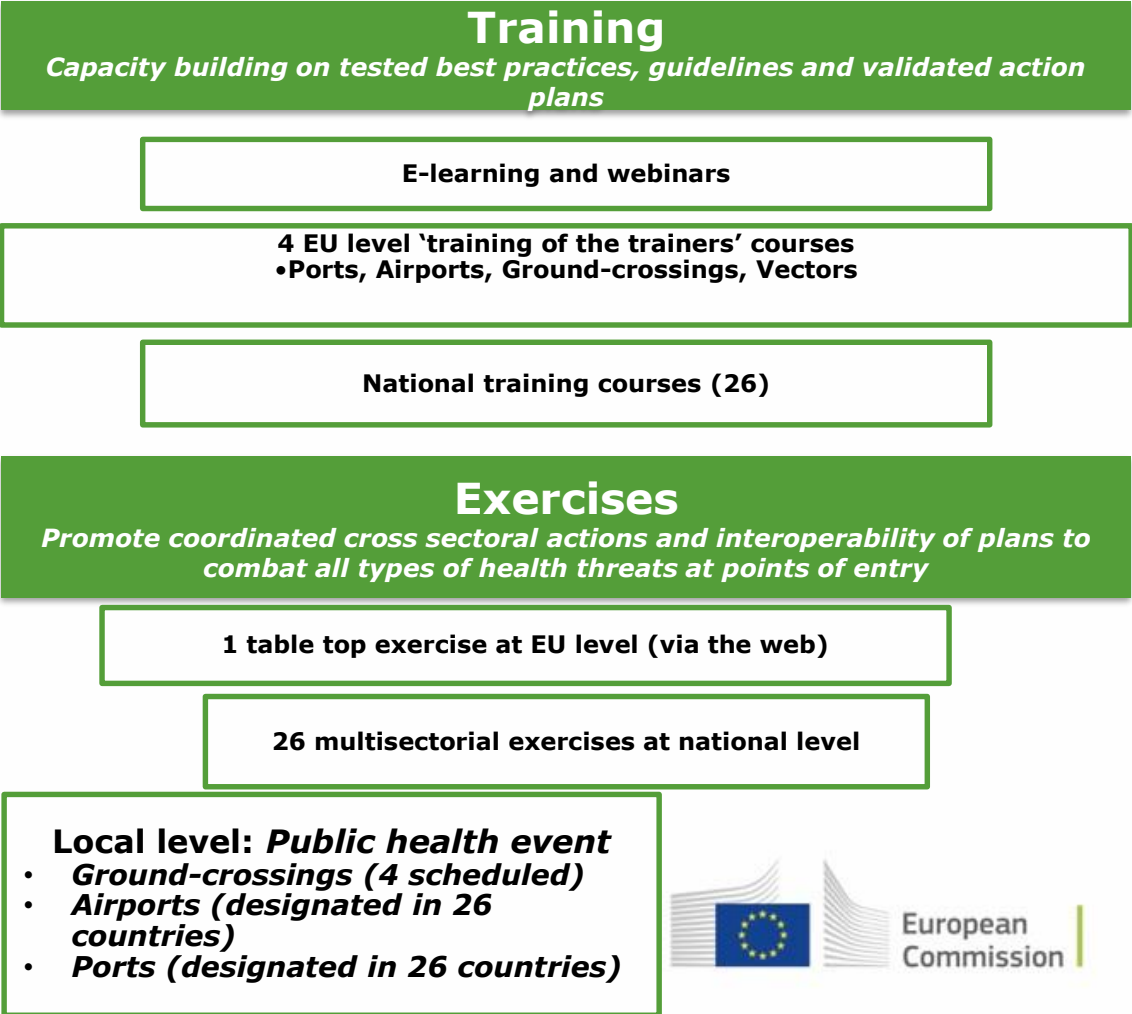 Training
Capacity building on tested best practices, guidelines and validated action
plans
E-learning and webinars
4 EU level ‘training of the trainers’ courses
•Ports, Airports, Ground-crossings, Vectors
National training courses (26)
Exercises
Promote coordinated cross sectoral actions and interoperability of plans to
combat all types of health threats at points of entry
1 table top exercise at EU level (via the web)
26 multisectorial exercises at national level
Local level: Public health event
• Ground-crossings (4 scheduled)
• Airports (designated in 26
countries)
• Ports (designated in 26 countries)
European
Commission